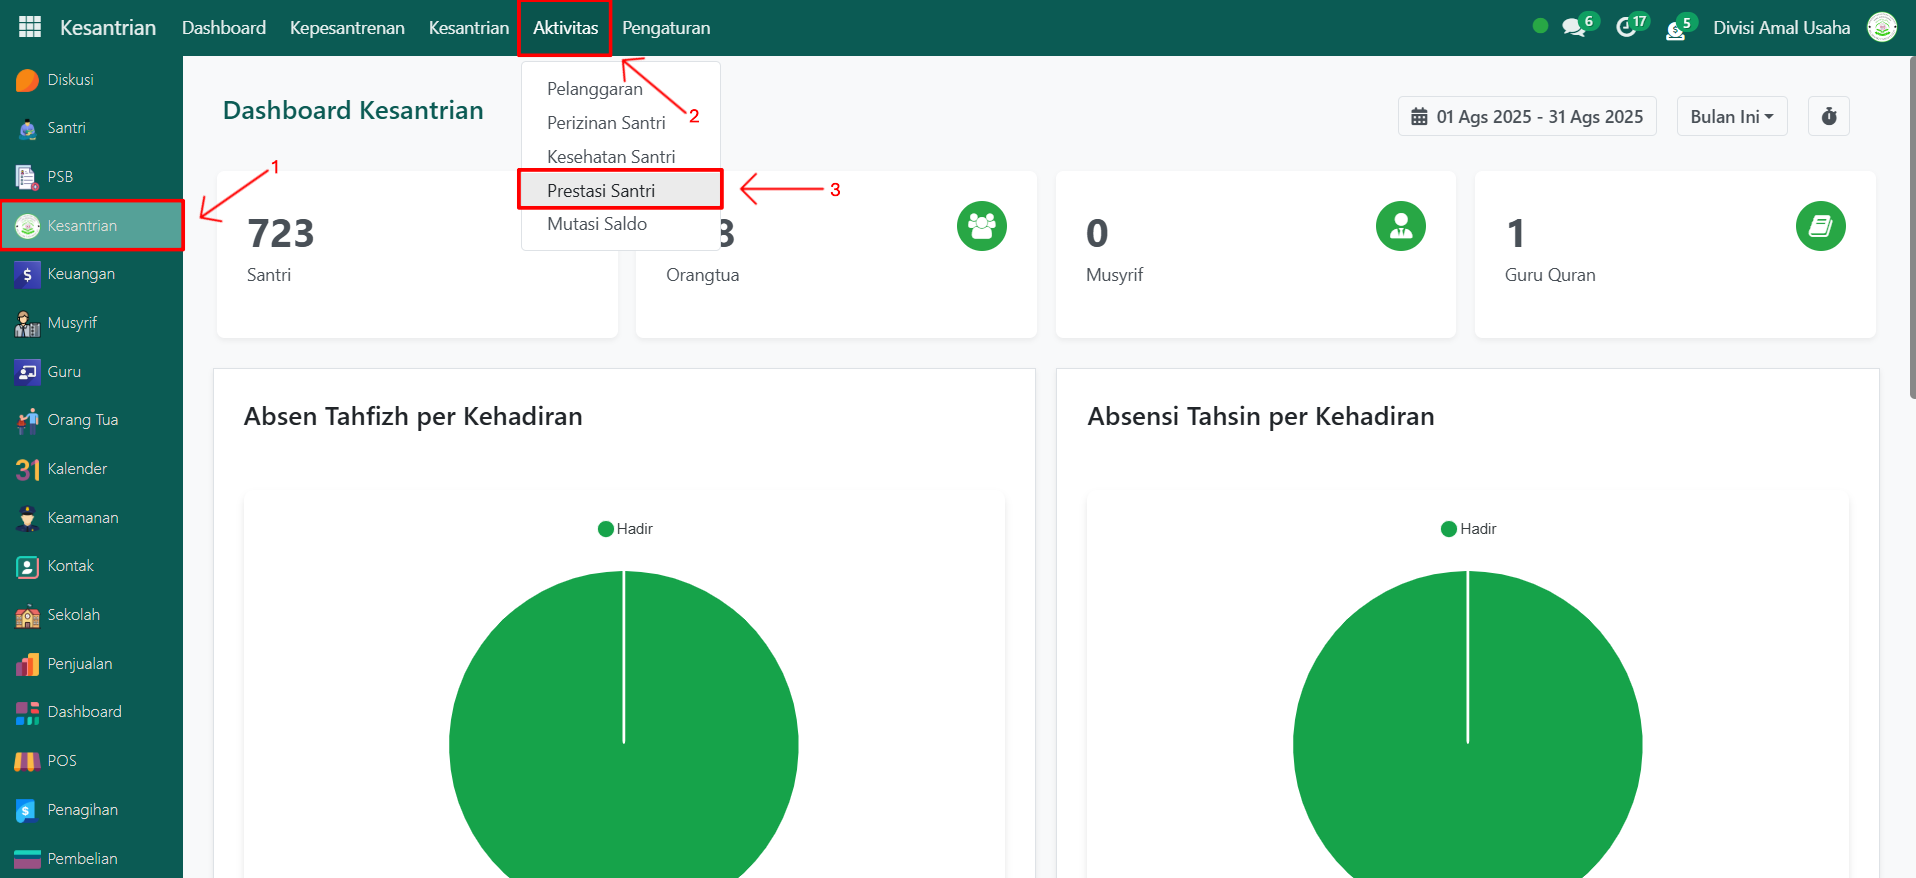 Kesantrian Dashboard Kepesantrenan Kesantrian Aktivitas Pengaturan 6 17 5 Divisi Amal Usaha
Diskusi
Santri
PSB
Kesantrian
Keuangan
Musyrif
Guru
Orang Tua
31 Kalender
Keamanan
Kontak
Sekolah
Penjualan
Dashboard
POS
Penagihan
Pembelian
1
2
3
Pelanggaran
Perizinan Santri
Kesehatan Santri
Prestasi Santri
Mutasi Saldo
Dashboard Kesantrian
01 Ags 2025 - 31 Ags 2025 Bulan Ini
723
Santri
3
Orangtua
0
Musyrif
1
Guru Quran
Absen Tahfizh per Kehadiran
Hadir
Absensi Tahsin per Kehadiran
Hadir